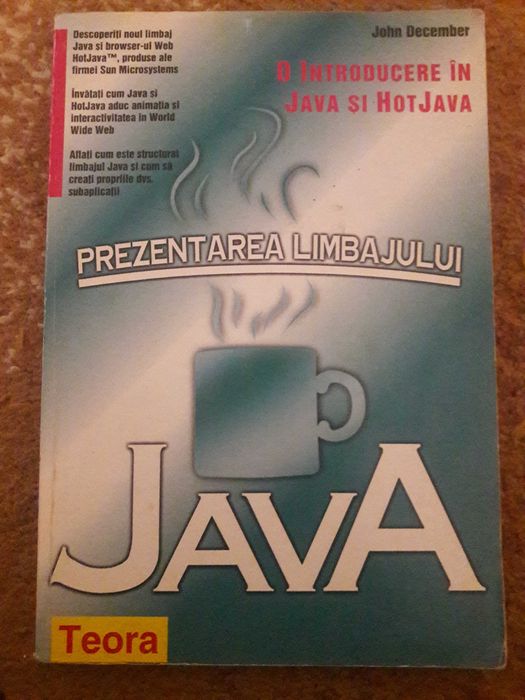 Descoperiți noul limbaj
Java și browser-ul Web
HotJava™, produse ale
firmei Sun Microsystems
Învățați cum Java și
HotJava aduc animația și
interactivitatea în World
Wide Web
Aflați cum este structurat
limbajul Java și cum să
creați propriile dvs.
subaplicații
John December
O INTRODUCERE ÎN
JAVA ȘI HOTJAVA
PREZENTAREA LIMBAJULUI
JAVA
Teora